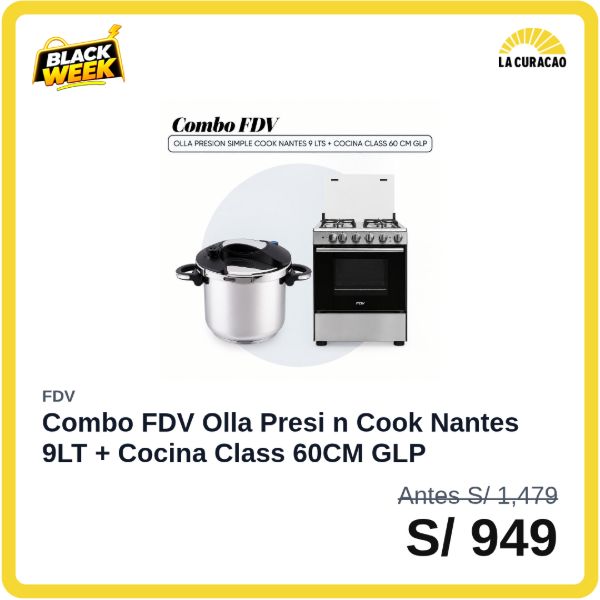 BLACK
WEEK
LA CURACAO
Combo FDV
OLLA PRESION SIMPLE COOK NANTES 9 LTS + COCINA CLASS 60 CM GLP
FDV
FDV
Combo FDV Olla Presi n Cook Nantes
9LT + Cocina Class 60CM GLP
Antes S/ 1,479
S/ 949